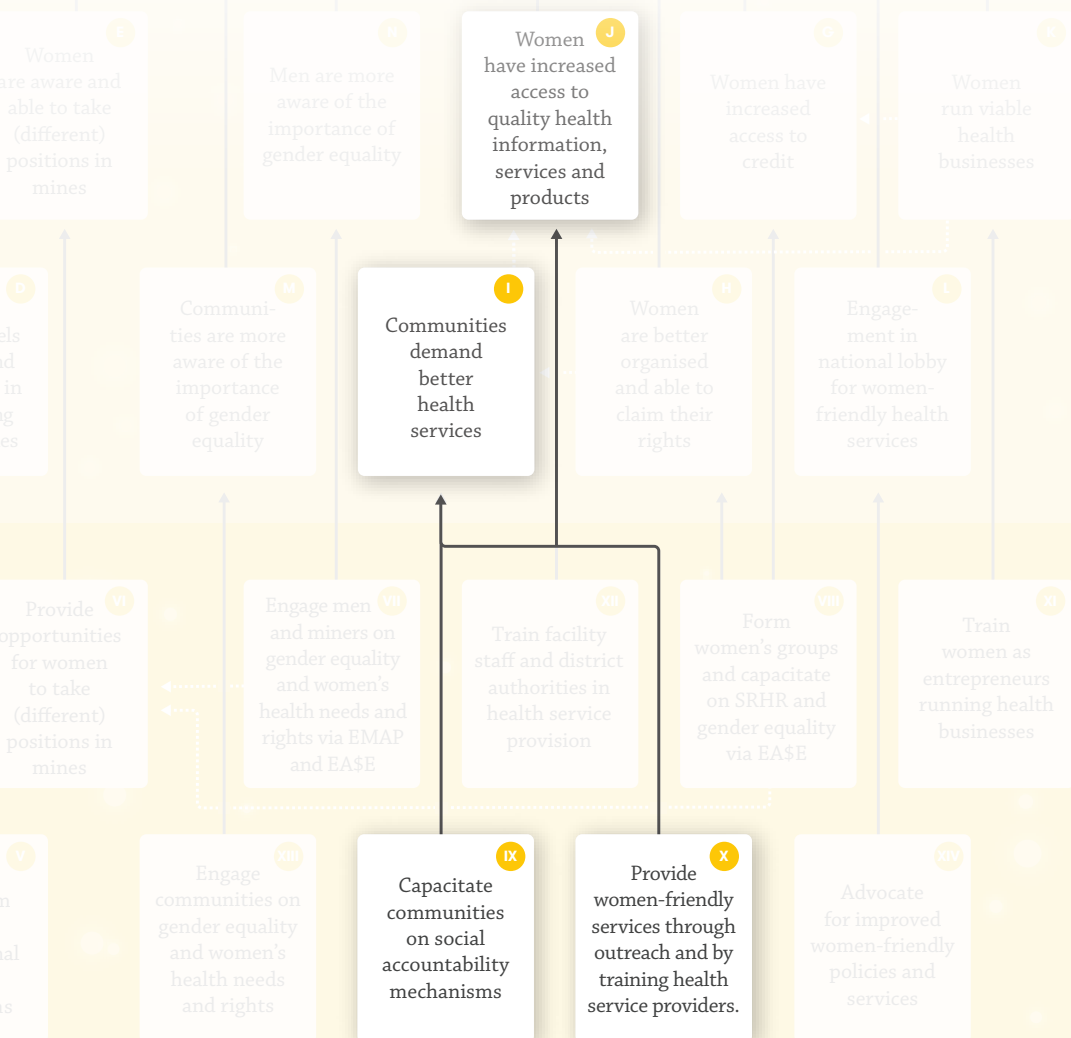 K
Women
are aware and
able to take
(different)
positions in
mines
N
Men are more
aware of the
importance of
gender equality
J
Women
have increased
access to
quality health
information,
services and
products
Women have
increased
access to
credit
Women
run viable
health
businesses
D
M
Communi-
ties are more
aware of the
importance
of gender
equality
I
Communities
demand
better
health
services
H
Women
are better
organised
and able to
claim their
rights
L
Engage-
ment in
national lobby
for women-
friendly health
services
VI
Provide
opportunities
for women
to take
(different)
positions in
mines
VII
Engage men
and miners on
gender equality
and women's
health needs and
rights via EMAP
and EA$E
XII
Train facility
staff and district
authorities in
health service
provision
VIII
Form
women's groups
and capacitate
on SRHR and
gender equality
via EA$E
XI
Train
women as
entrepreneurs
running health
businesses
V
XIII
Engage
communities on
gender equality
and women's
health needs
and rights
IX
Capacitate
communities
on social
accountability
mechanisms
X
Provide
women-friendly
services through
outreach and by
training health
service providers.
XIV
Advocate
for improved
women-friendly
policies and
services